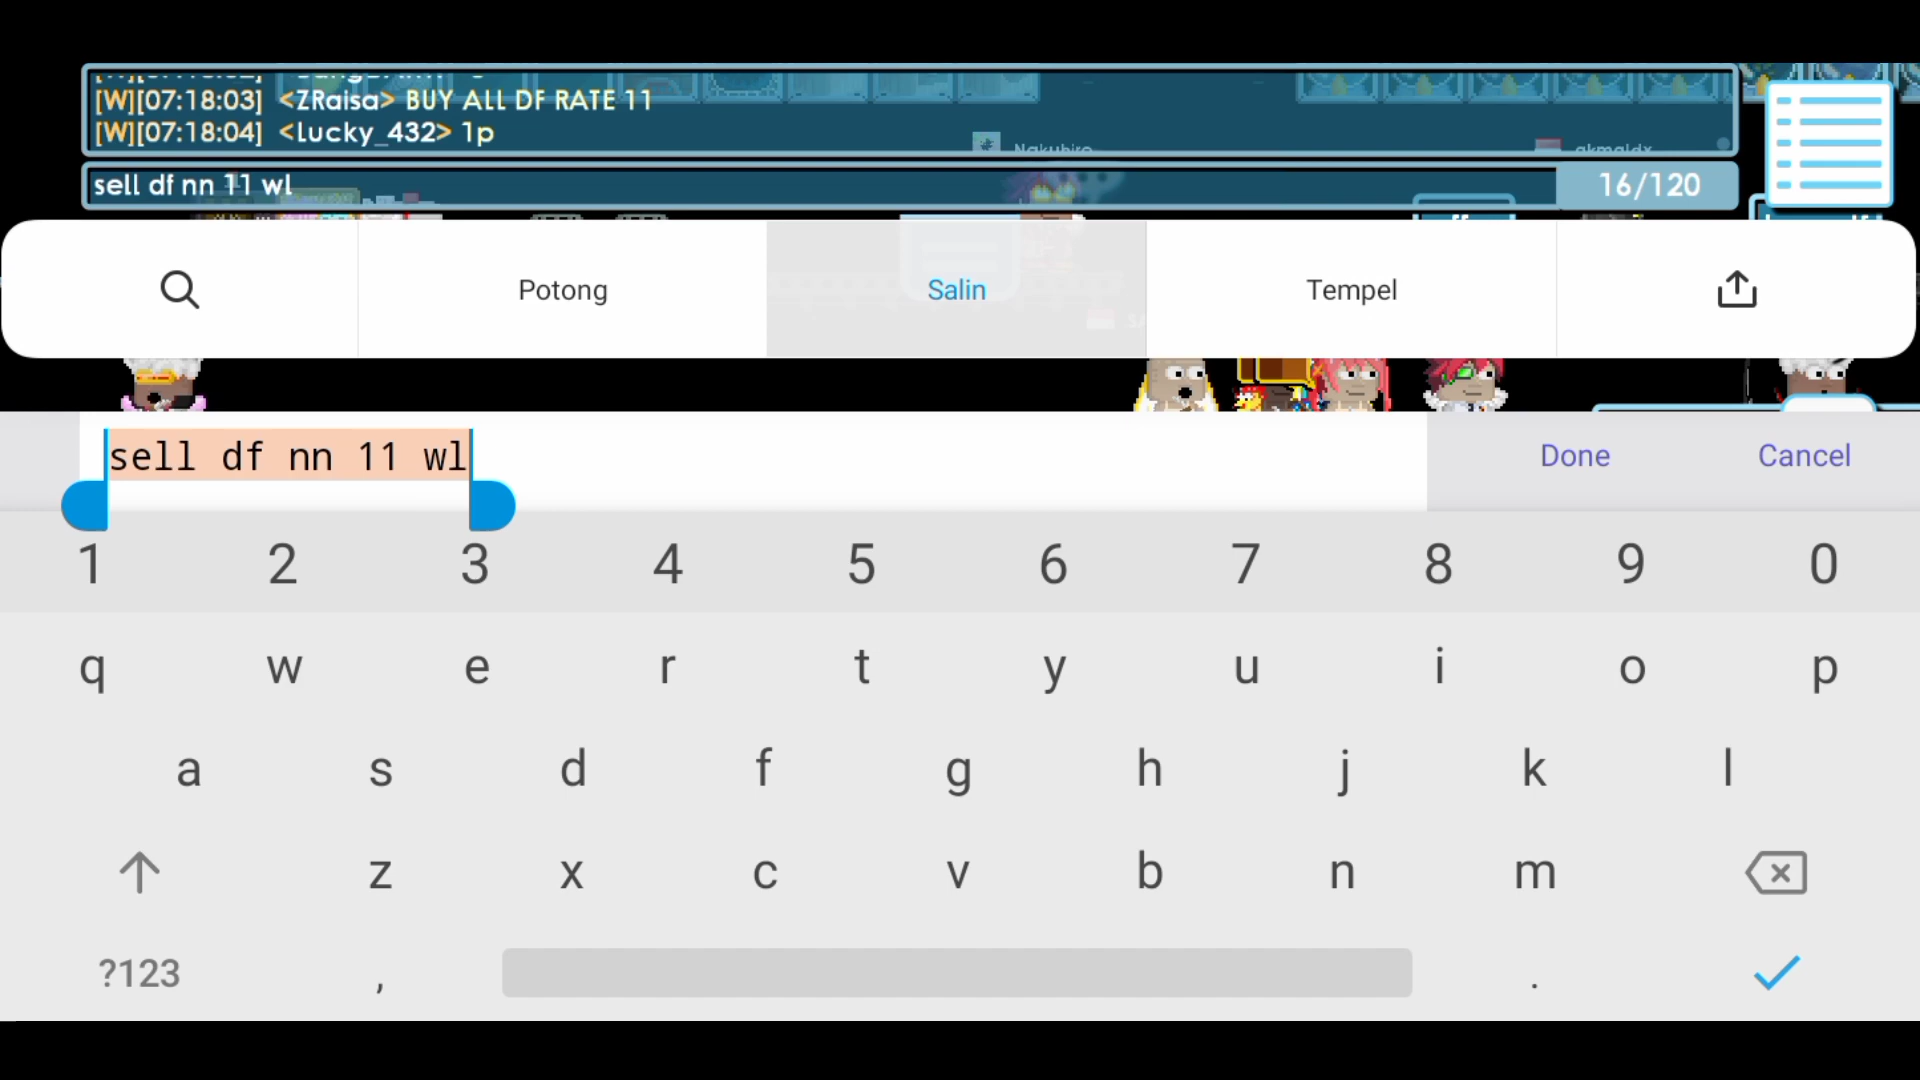 [W][07:18:03] <ZRaisa> BUY ALL DF RATE 11
[W][07:18:04] <Lucky_432> 1p
Nakuhiro
akmaldx
sell df nn 11 wl
16/120
Potong
Salin
Tempel
sell df nn 11 wl
Done
Cancel
1 2 3 4 5 6 7 8 9 0
q w e r t y u i o p
a s d f g h j k l
z x c v b n m
?123 , .